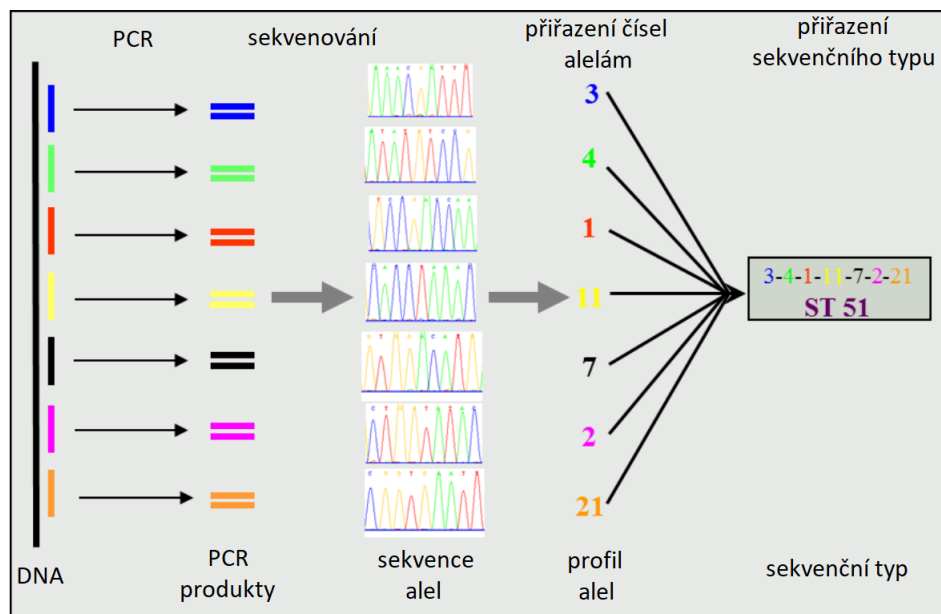 PCR
sekvenování
přiřazení čísel
alelám
přiřazení
sekvenčního typu
3
4
1
11
7
2
21
3-4-1-11-7-2-21
ST 51
DNA
PCR
produkty
sekvence
alel
profil
alel
sekvenční typ